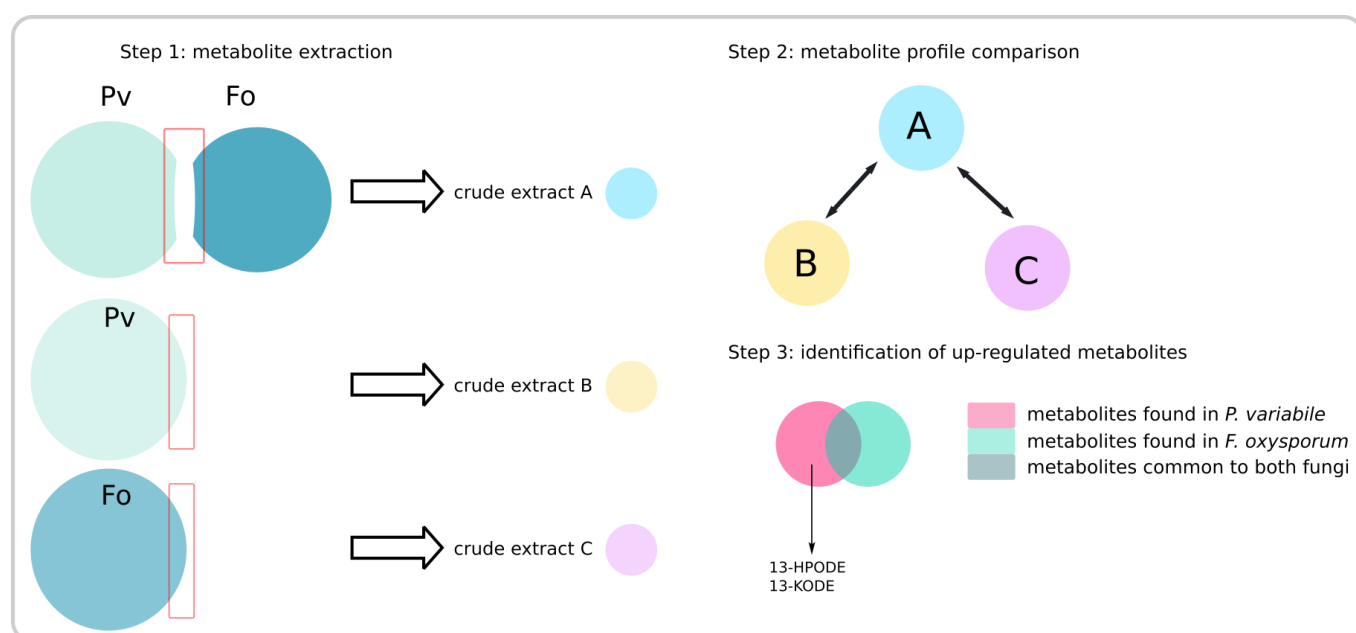 Step 1: metabolite extraction
Pv
Fo
crude extract A
Pv
crude extract B
Fo
crude extract C
Step 2: metabolite profile comparison
A
B
C
Step 3: identification of up-regulated metabolites
metabolites found in P. variabile
metabolites found in F. oxysporum
metabolites common to both fungi
13-HPODE
13-KODE